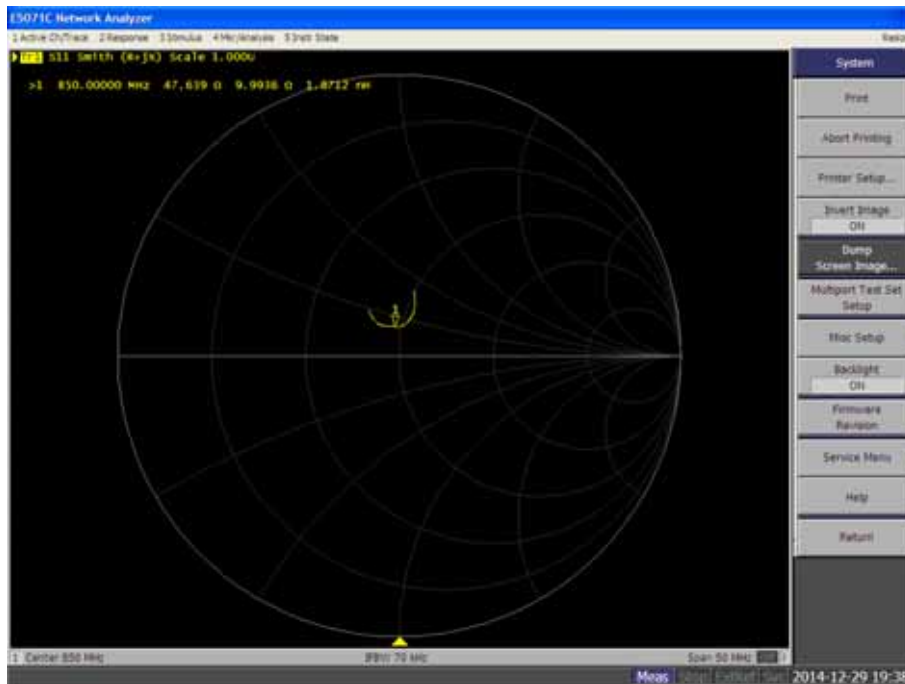 E5071C Network Analyzer
1 Active Ch/Trace 2 Response 3 Stimulus 4 Mkr/Analysis 5 Instr State
Tr1 S11 Smith (R+jX) Scale 1.000U
>1 850.00000 MHz 47.639 Ω 9.9936 Ω 1.8712 nH
System
Print
Abort Printing
Printer Setup...
Invert Image
ON
Dump
Screen Image...
Multiport Test Set
Setup
Misc Setup
Backlight
ON
Firmware
Revision
Service Menu
Help
Return
1 Center 850 MHz IFBW 70 kHz Span 50 MHz
Meas Stop ExtRef Svc 2014-12-29 19:38